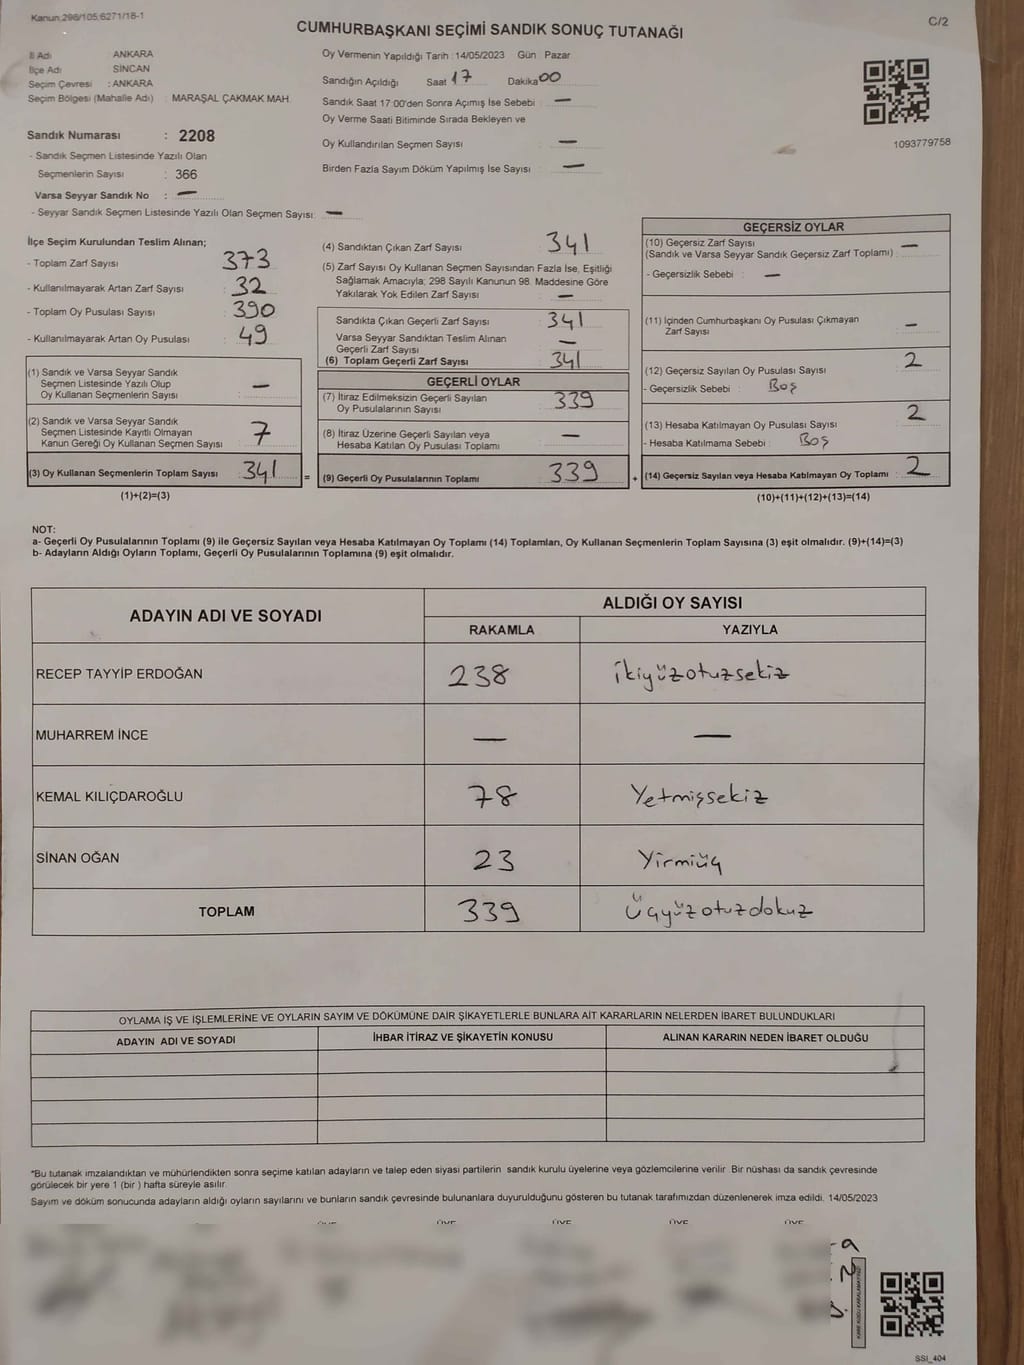 Kanun.298/105,6271/18-1
C/2
CUMHURBAŞKANI SEÇİMİ SANDIK SONUÇ TUTANAĞI
İl Adı : ANKARA
İlçe Adı : SİNCAN
Seçim Çevresi : ANKARA
Seçim Bölgesi (Mahalle Adı) : MARAŞAL ÇAKMAK MAH.
Oy Vermenin Yapıldığı Tarih : 14/05/2023 Gün : Pazar
Sandığın Açıldığı Saat 17 Dakika 00
Sandık Saat 17:00'den Sonra Açılmış İse Sebebi : —
Oy Verme Saati Bitiminde Sırada Bekleyen ve
Oy Kullandırılan Seçmen Sayısı : —
Birden Fazla Sayım Döküm Yapılmış İse Sayısı : —
1093779758
Sandık Numarası : 2208
- Sandık Seçmen Listesinde Yazılı Olan
Seçmenlerin Sayısı : 366
Varsa Seyyar Sandık No : —
- Seyyar Sandık Seçmen Listesinde Yazılı Olan Seçmen Sayısı: —
İlçe Seçim Kurulundan Teslim Alınan;
- Toplam Zarf Sayısı : 373
- Kullanılmayarak Artan Zarf Sayısı : 32
- Toplam Oy Pusulası Sayısı : 390
- Kullanılmayarak Artan Oy Pusulası : 49
(1) Sandık ve Varsa Seyyar Sandık
Seçmen Listesinde Yazılı Olup
Oy Kullanan Seçmenlerin Sayısı : —
(2) Sandık ve Varsa Seyyar Sandık
Seçmen Listesinde Kayıtlı Olmayan
Kanun Gereği Oy Kullanan Seçmen Sayısı : 7
(3) Oy Kullanan Seçmenlerin Toplam Sayısı : 341 =
(1)+(2)=(3)
(4) Sandıktan Çıkan Zarf Sayısı : 341
(5) Zarf Sayısı Oy Kullanan Seçmen Sayısından Fazla İse, Eşitliği
Sağlamak Amacıyla; 298 Sayılı Kanunun 98. Maddesine Göre
Yakılarak Yok Edilen Zarf Sayısı : —
Sandıkta Çıkan Geçerli Zarf Sayısı : 341
Varsa Seyyar Sandıktan Teslim Alınan
Geçerli Zarf Sayısı : —
(6) Toplam Geçerli Zarf Sayısı : 341
GEÇERLİ OYLAR
(7) İtiraz Edilmeksizin Geçerli Sayılan
Oy Pusulalarının Sayısı : 339
(8) İtiraz Üzerine Geçerli Sayılan veya
Hesaba Katılan Oy Pusulası Toplamı : —
(9) Geçerli Oy Pusulalarının Toplamı : 339 +
GEÇERSİZ OYLAR
(10) Geçersiz Zarf Sayısı
(Sandık ve Varsa Seyyar Sandık Geçersiz Zarf Toplamı) : —
- Geçersizlik Sebebi : —
(11) İçinden Cumhurbaşkanı Oy Pusulası Çıkmayan
Zarf Sayısı : —
(12) Geçersiz Sayılan Oy Pusulası Sayısı : 2
- Geçersizlik Sebebi : Boş
(13) Hesaba Katılmayan Oy Pusulası Sayısı : 2
- Hesaba Katılmama Sebebi : Boş
(14) Geçersiz Sayılan veya Hesaba Katılmayan Oy Toplamı : 2
(10)+(11)+(12)+(13)=(14)
NOT:
a- Geçerli Oy Pusulalarının Toplamı (9) ile Geçersiz Sayılan veya Hesaba Katılmayan Oy Toplamı (14) Toplamları, Oy Kullanan Seçmenlerin Toplam Sayısına (3) eşit olmalıdır. (9)+(14)=(3)
b- Adayların Aldığı Oyların Toplamı, Geçerli Oy Pusulalarının Toplamına (9) eşit olmalıdır.
ADAYIN ADI VE SOYADI ALDIĞI OY SAYISI
RAKAMLA YAZIYLA
RECEP TAYYİP ERDOĞAN 238 ikiyüzotuzsekiz
MUHARREM İNCE — —
KEMAL KILIÇDAROĞLU 78 Yetmişsekiz
SİNAN OĞAN 23 Yirmiüç
TOPLAM 339 Üçyüzotuzdokuz
OYLAMA İŞ VE İŞLEMLERİNE VE OYLARIN SAYIM VE DÖKÜMÜNE DAİR ŞİKAYETLERLE BUNLARA AİT KARARLARIN NELERDEN İBARET BULUNDUKLARI
ADAYIN ADI VE SOYADI İHBAR İTİRAZ VE ŞİKAYETİN KONUSU ALINAN KARARIN NEDEN İBARET OLDUĞU
*Bu tutanak imzalandıktan ve mühürlendikten sonra seçime katılan adayların ve talep eden siyasi partilerin sandık kurulu üyelerine veya gözlemcilerine verilir. Bir nüshası da sandık çevresinde
görülecek bir yere 1 (bir ) hafta süreyle asılır.
Sayım ve döküm sonucunda adayların aldığı oyların sayılarını ve bunların sandık çevresinde bulunanlara duyurulduğunu gösteren bu tutanak tarafımızdan düzenlenerek imza edildi. 14/05/2023
ÜYE ÜYE ÜYE ÜYE
SSI_404